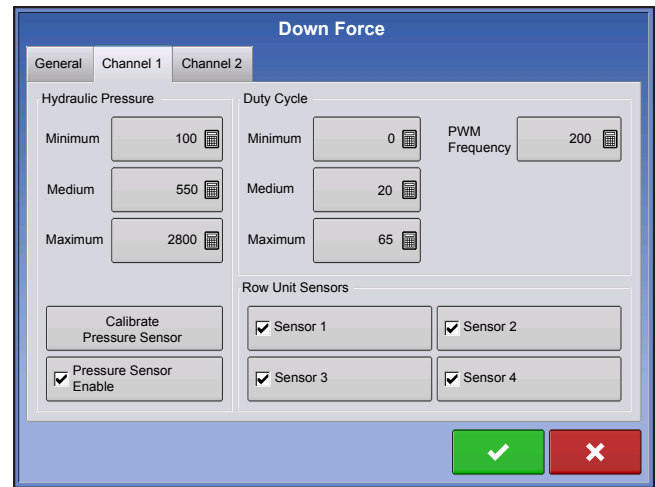 Down Force
General Channel 1 Channel 2
Hydraulic Pressure
Minimum 100
Medium 550
Maximum 2800
Calibrate
Pressure Sensor
Pressure Sensor
Enable
Duty Cycle
Minimum 0
Medium 20
Maximum 65
PWM
Frequency 200
Row Unit Sensors
Sensor 1 Sensor 2
Sensor 3 Sensor 4